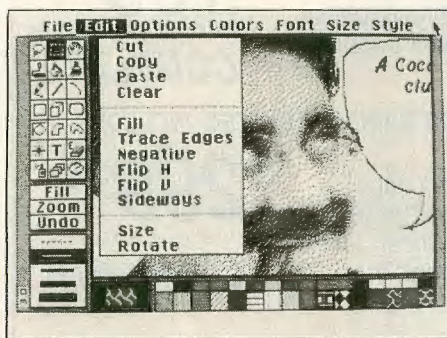 File Edit Options Colors Font Size Style
Cut
Copy
Paste
Clear
Fill
Trace Edges
Negative
Flip H
Flip V
Sideways
Size
Rotate
A Coco
clu
T
Fill
Zoom
Undo